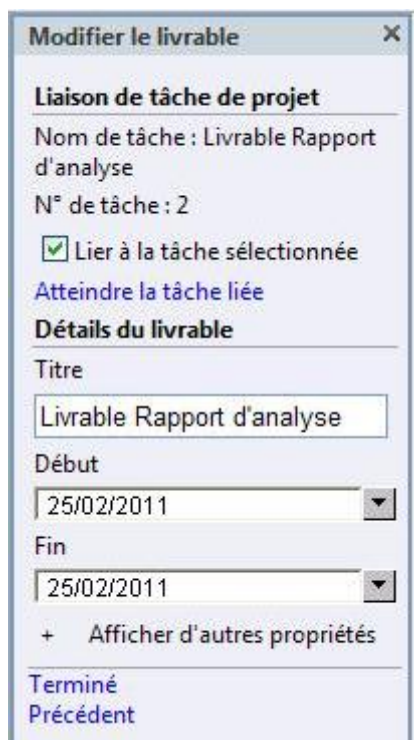 Modifier le livrable
Liaison de tâche de projet
Nom de tâche : Livrable Rapport
d'analyse
N° de tâche : 2
Lier à la tâche sélectionnée
Atteindre la tâche liée
Détails du livrable
Titre
Livrable Rapport d'analyse
Début
25/02/2011
Fin
25/02/2011
+ Afficher d'autres propriétés
Terminé
Précédent